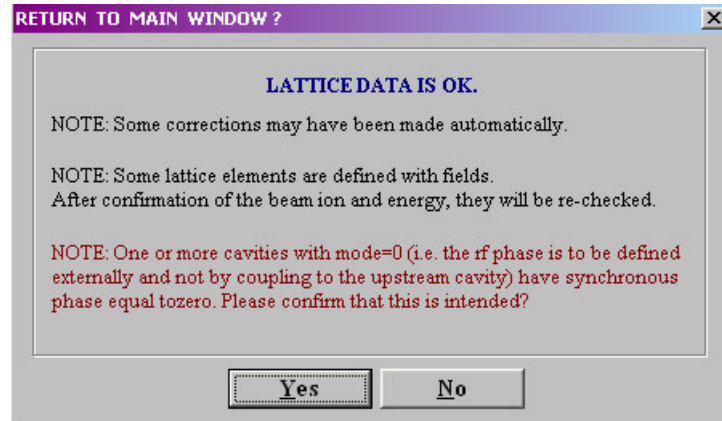 RETURN TO MAIN WINDOW ?
LATTICE DATA IS OK.
NOTE: Some corrections may have been made automatically.
NOTE: Some lattice elements are defined with fields.
After confirmation of the beam ion and energy, they will be re-checked.
NOTE: One or more cavities with mode=0 (i.e. the rf phase is to be defined
externally and not by coupling to the upstream cavity) have synchronous
phase equal tozero. Please confirm that this is intended?
Yes No